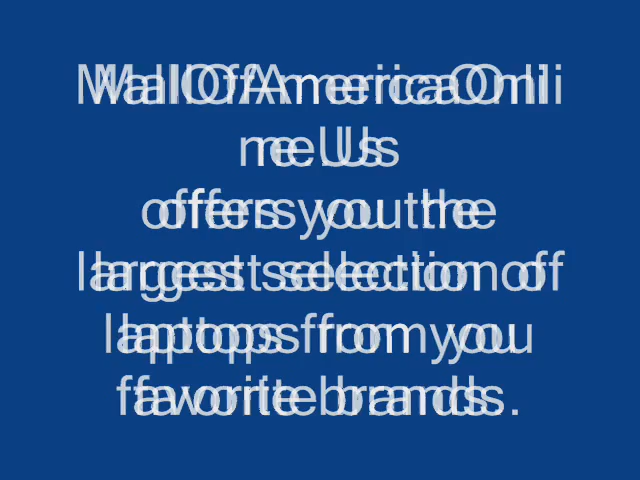 MallOfAmericaOnli
ne.Us
offers you the
largest selection of
laptops from you
favorite brands.